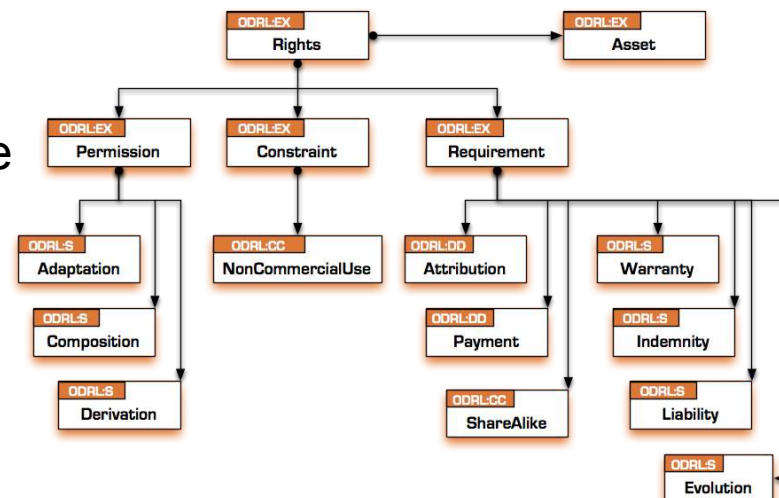 ODRL:EX
Rights
ODRL:EX
Asset
e
ODRL:EX
Permission
ODRL:EX
Constraint
ODRL:EX
Requirement
ODRL:S
Adaptation
ODRL:CC
NonCommercialUse
ODRL:DD
Attribution
ODRL:S
Warranty
ODRL:S
Composition
ODRL:DD
Payment
ODRL:S
Indemnity
ODRL:S
Derivation
ODRL:CC
ShareAlike
ODRL:S
Liability
ODRL:S
Evolution